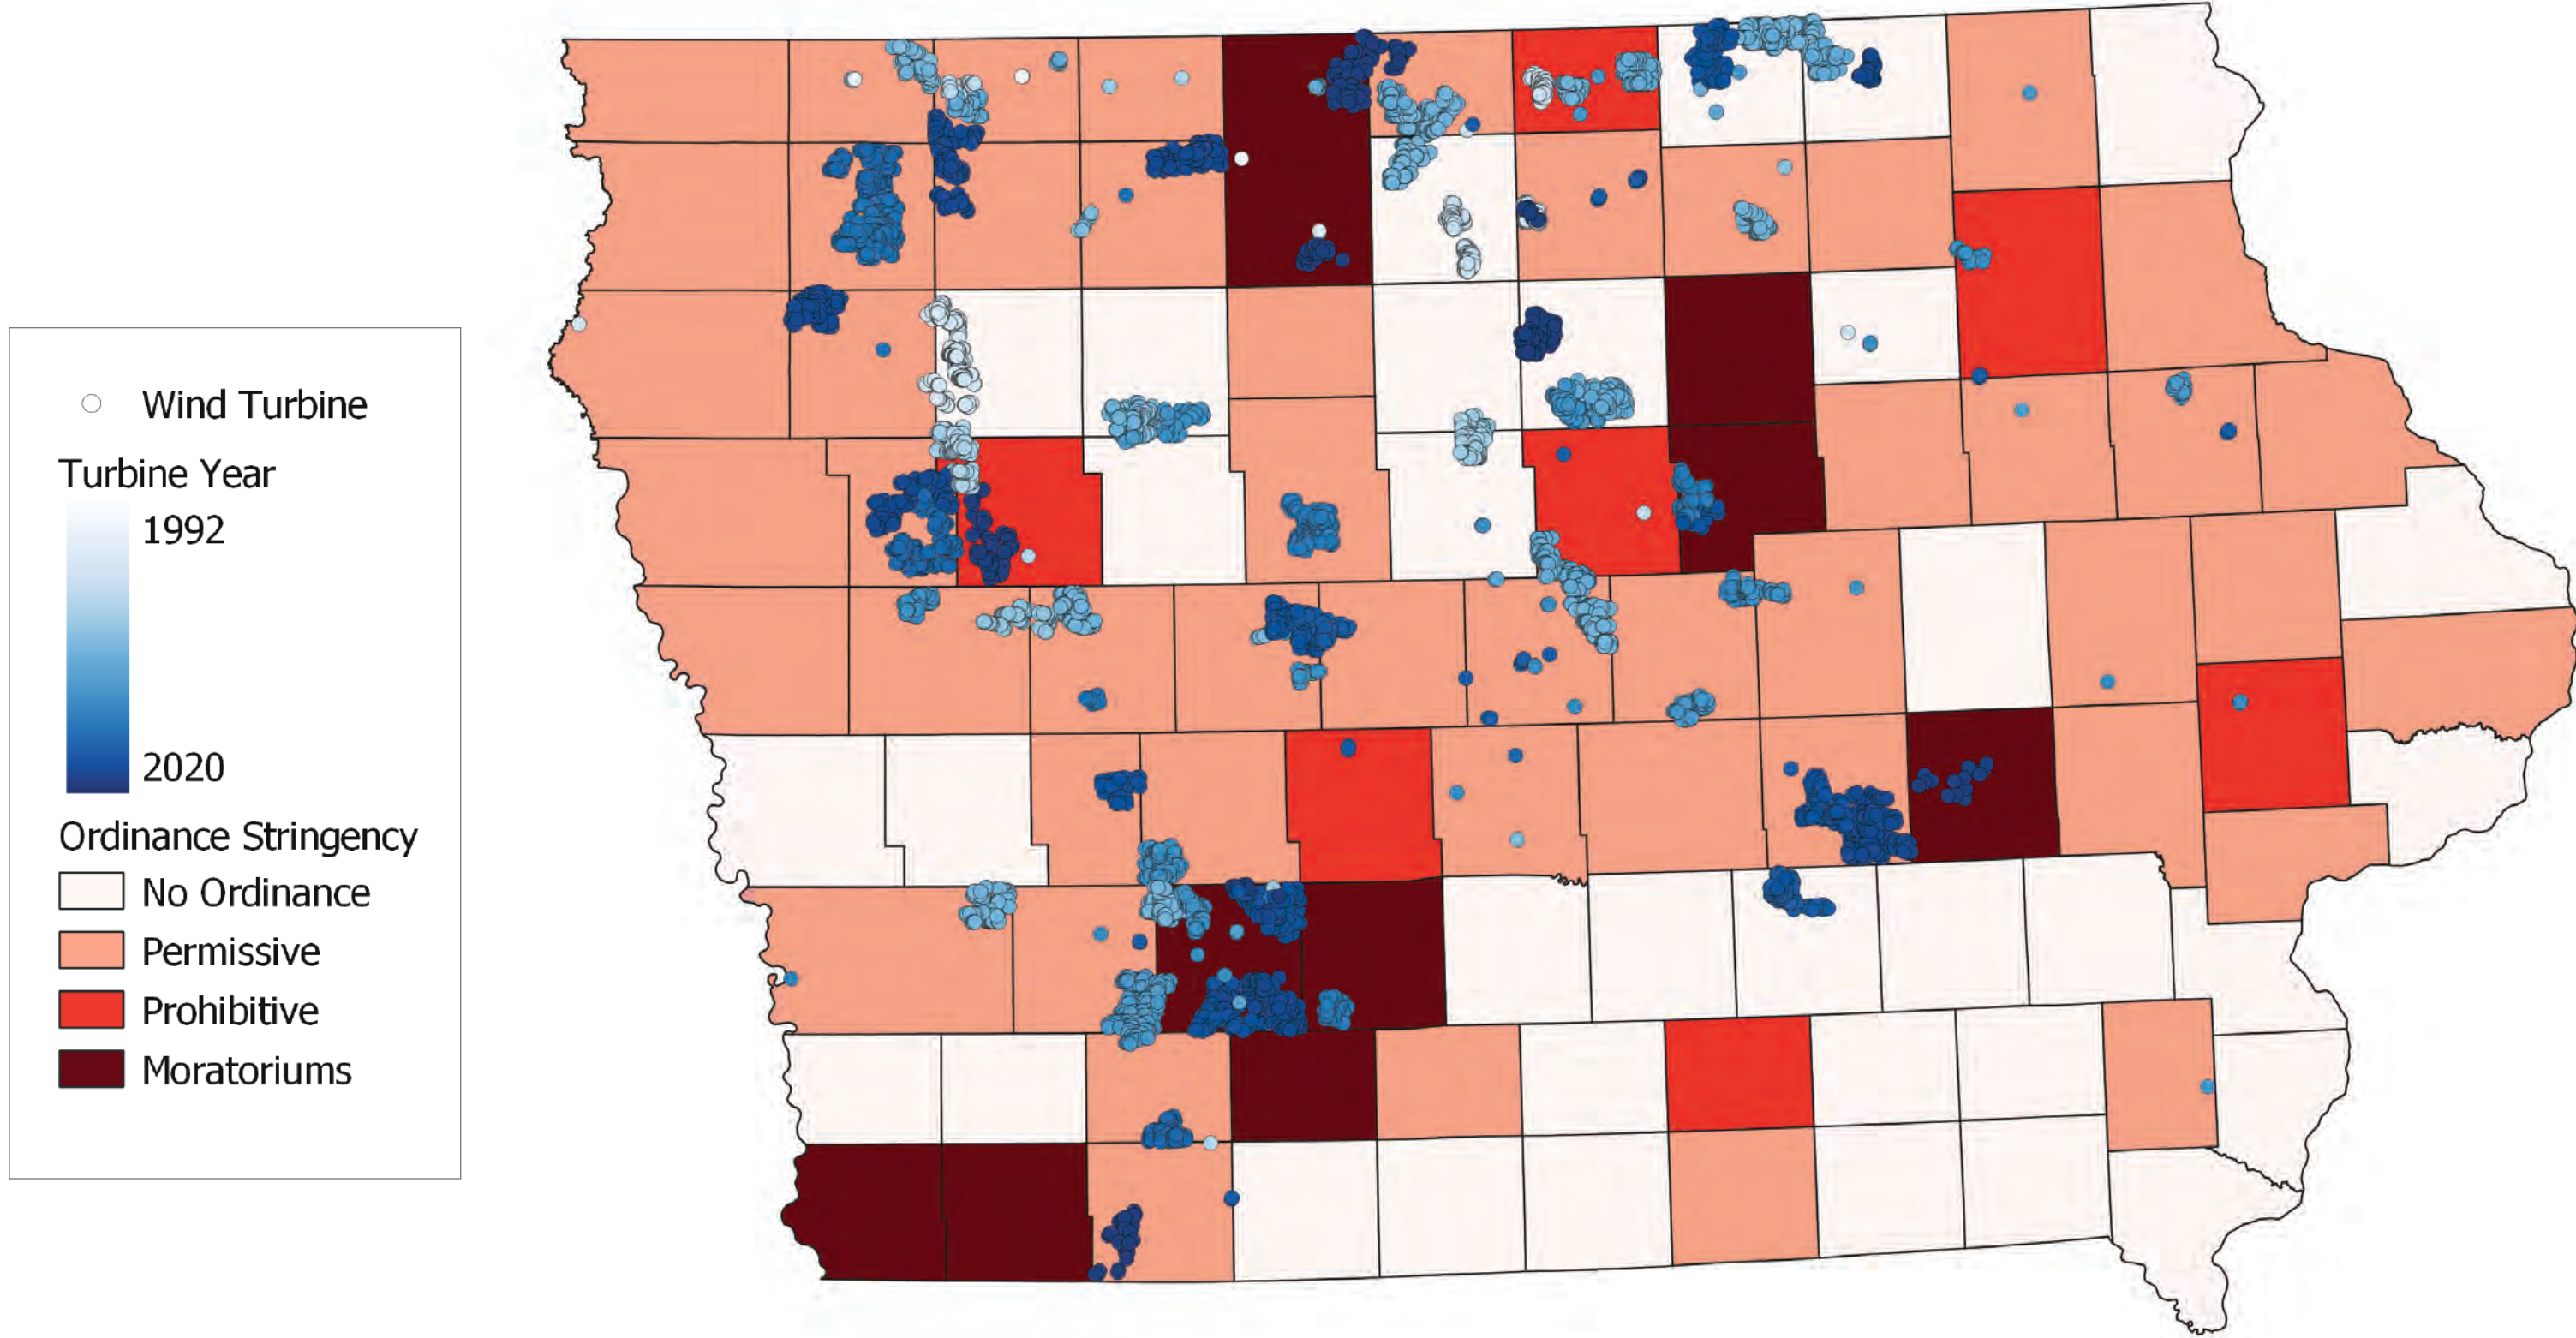 Wind Turbine
Turbine Year
1992
2020
Ordinance Stringency
No Ordinance
Permissive
Prohibitive
Moratoriums